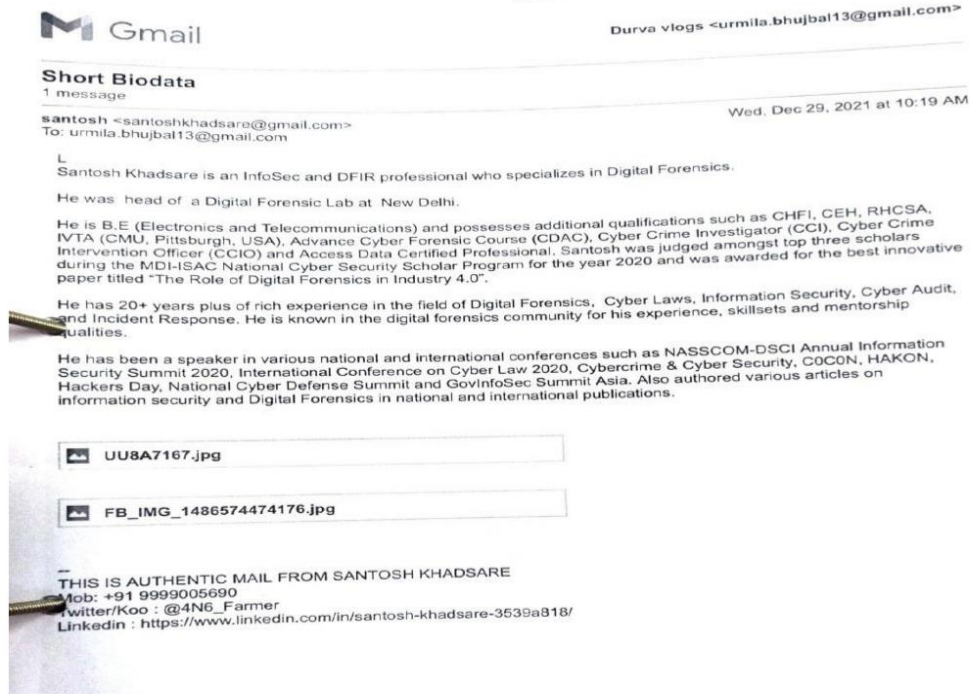 Gmail
Durva vlogs <urmila.bhujbal13@gmail.com>
Short Biodata
1 message
santosh <santoshkhadsare@gmail.com>
Wed, Dec 29, 2021 at 10:19 AM
To: urmila.bhujbal13@gmail.com
L
Santosh Khadsare is an InfoSec and DFIR professional who specializes in Digital Forensics.
He was head of a Digital Forensic Lab at New Delhi.
He is B.E (Electronics and Telecommunications) and possesses additional qualifications such as CHFI, CEH, RHCSA,
IVTA (CMU, Pittsburgh, USA), Advance Cyber Forensic Course (CDAC), Cyber Crime Investigator (CCI), Cyber Crime
Intervention Officer (CCIO) and Access Data Certified Professional, Santosh was judged amongst top three scholars
during the MDI-ISAC National Cyber Security Scholar Program for the year 2020 and was awarded for the best innovative
paper titled "The Role of Digital Forensics in Industry 4.0".
He has 20+ years plus of rich experience in the field of Digital Forensics, Cyber Laws, Information Security, Cyber Audit,
and Incident Response. He is known in the digital forensics community for his experience, skillsets and mentorship
qualities.
He has been a speaker in various national and international conferences such as NASSCOM-DSCI Annual Information
Security Summit 2020, International Conference on Cyber Law 2020, Cybercrime & Cyber Security, C0C0N, HAKON,
Hackers Day, National Cyber Defense Summit and GovInfoSec Summit Asia. Also authored various articles on
information security and Digital Forensics in national and international publications.
UU8A7167.jpg
FB_IMG_1486574474176.jpg
--
THIS IS AUTHENTIC MAIL FROM SANTOSH KHADSARE
Mob: +91 9999005690
Twitter/Koo : @4N6_Farmer
Linkedin : https://www.linkedin.com/in/santosh-khadsare-3539a818/